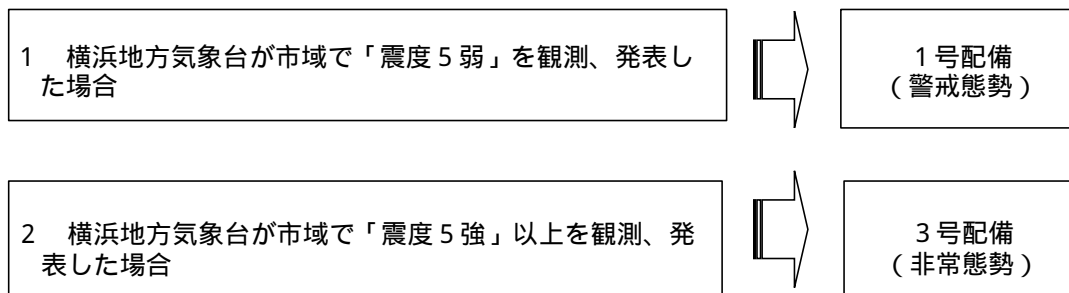 1　横浜地方気象台が市域で「震度５弱」を観測、発表し
た場合
１号配備
（警戒態勢）
2　横浜地方気象台が市域で「震度５強」以上を観測、発
表した場合
３号配備
（非常態勢）